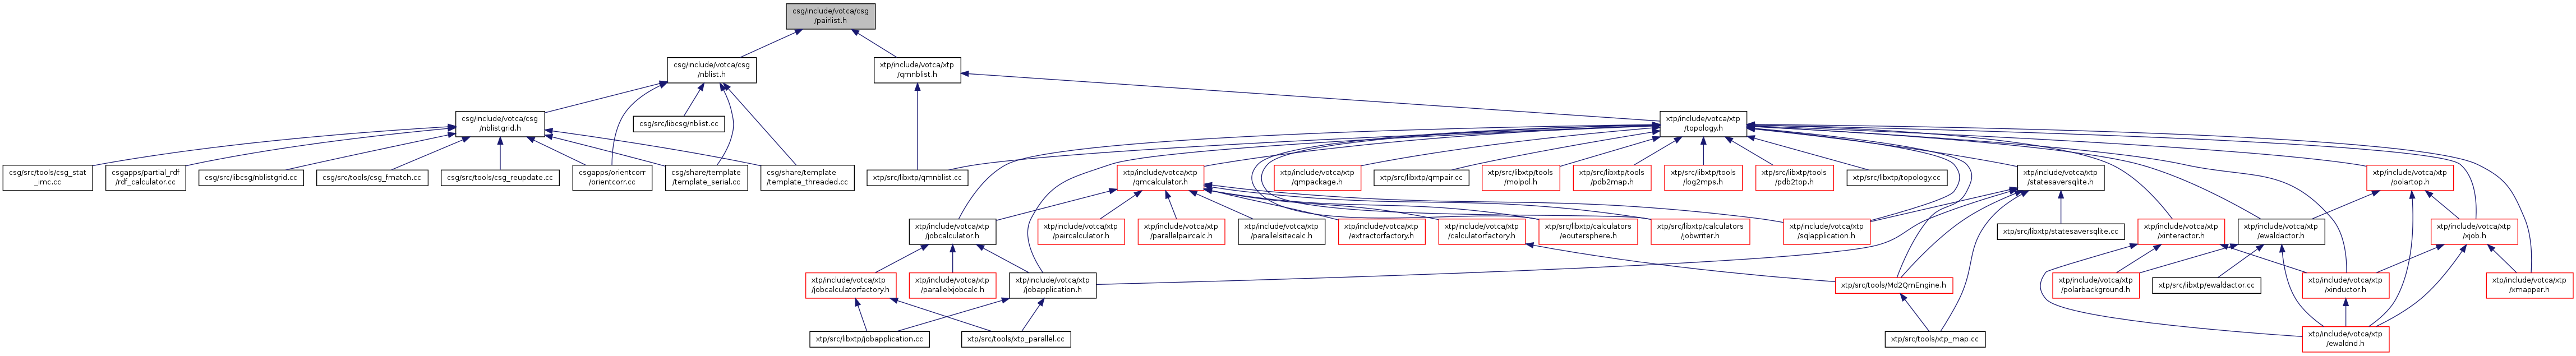 csg/include/votca/csg
/pairlist.h
csg/include/votca/csg
/nblist.h
xtp/include/votca/xtp
/qmnblist.h
csg/include/votca/csg
/nblistgrid.h
csg/src/libcsg/nblist.cc
xtp/include/votca/xtp
/topology.h
csg/src/tools/csg_stat
_imc.cc
csgapps/partial_rdf
/rdf_calculator.cc
csg/src/libcsg/nblistgrid.cc
csg/src/tools/csg_fmatch.cc
csg/src/tools/csg_reupdate.cc
csgapps/orientcorr
/orientcorr.cc
csg/share/template
/template_serial.cc
csg/share/template
/template_threaded.cc
xtp/src/libxtp/qmnblist.cc
xtp/include/votca/xtp
/qmcalculator.h
xtp/include/votca/xtp
/qmpackage.h
xtp/src/libxtp/qmpair.cc
xtp/src/libxtp/tools
/molpol.h
xtp/src/libxtp/tools
/pdb2map.h
xtp/src/libxtp/tools
/log2mps.h
xtp/src/libxtp/tools
/pdb2top.h
xtp/src/libxtp/topology.cc
xtp/include/votca/xtp
/statesaversqlite.h
xtp/include/votca/xtp
/polartop.h
xtp/include/votca/xtp
/jobcalculator.h
xtp/include/votca/xtp
/paircalculator.h
xtp/include/votca/xtp
/parallelpaircalc.h
xtp/include/votca/xtp
/parallelsitecalc.h
xtp/include/votca/xtp
/extractorfactory.h
xtp/include/votca/xtp
/calculatorfactory.h
xtp/src/libxtp/calculators
/eoutersphere.h
xtp/src/libxtp/calculators
/jobwriter.h
xtp/include/votca/xtp
/sqlapplication.h
xtp/src/libxtp/statesaversqlite.cc
xtp/include/votca/xtp
/xinteractor.h
xtp/include/votca/xtp
/ewaldactor.h
xtp/include/votca/xtp
/xjob.h
xtp/include/votca/xtp
/jobcalculatorfactory.h
xtp/include/votca/xtp
/parallelxjobcalc.h
xtp/include/votca/xtp
/jobapplication.h
xtp/src/tools/Md2QmEngine.h
xtp/include/votca/xtp
/polarbackground.h
xtp/src/libxtp/ewaldactor.cc
xtp/include/votca/xtp
/xinductor.h
xtp/include/votca/xtp
/xmapper.h
xtp/src/libxtp/jobapplication.cc
xtp/src/tools/xtp_parallel.cc
xtp/src/tools/xtp_map.cc
xtp/include/votca/xtp
/ewaldnd.h